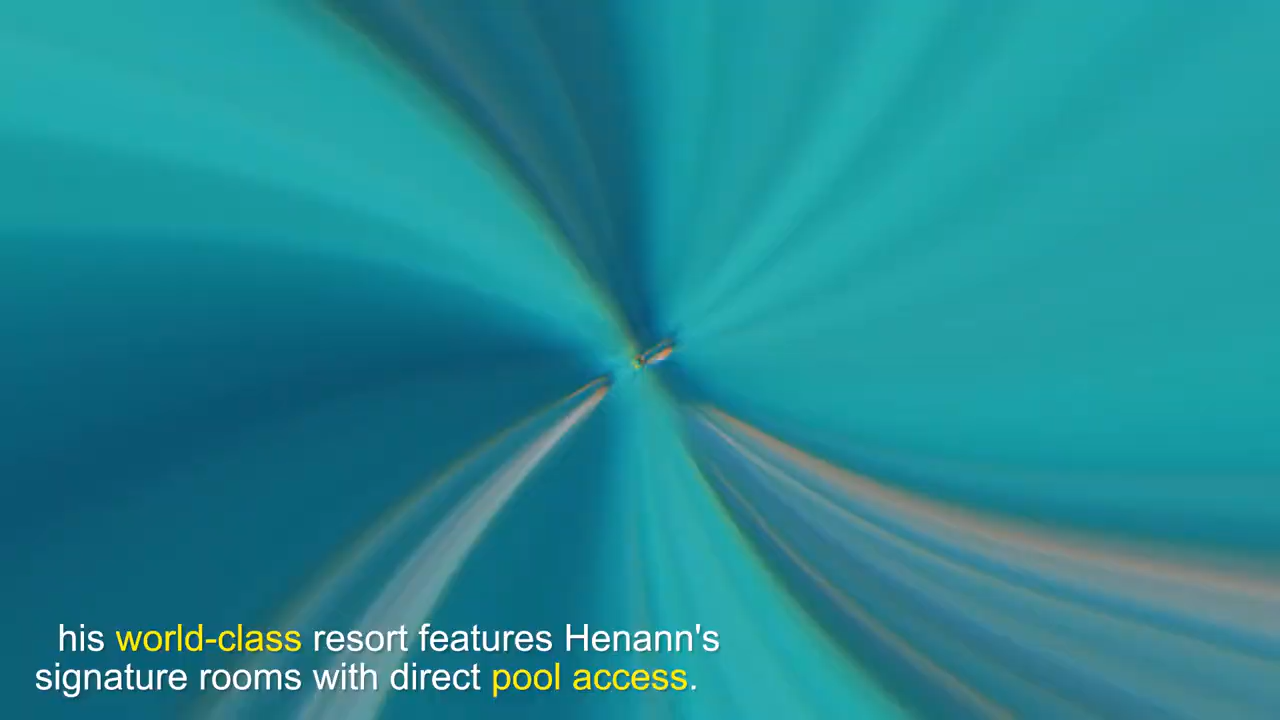 his world-class resort features Henann's
signature rooms with direct pool access.